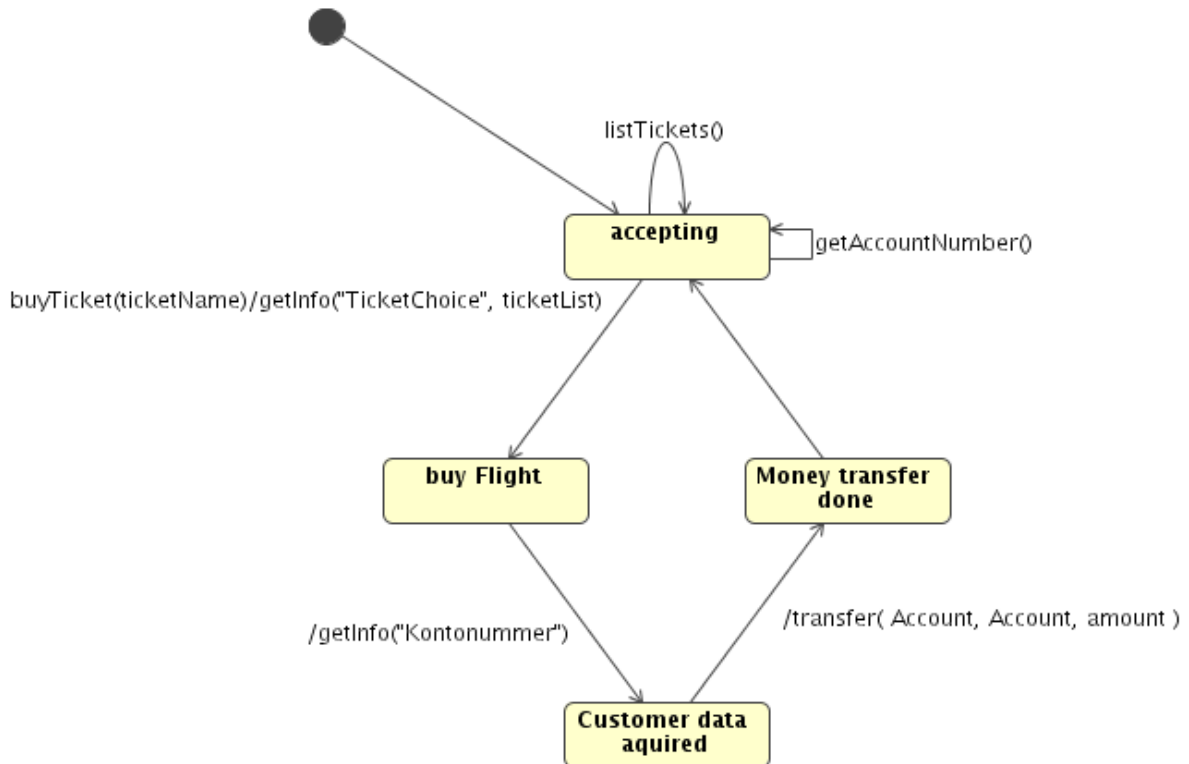 listTickets()
accepting
getAccountNumber()
buyTicket(ticketName)/getInfo("TicketChoice", ticketList)
buy Flight
Money transfer
done
/getInfo("Kontonummer")
/transfer( Account, Account, amount )
Customer data
aquired